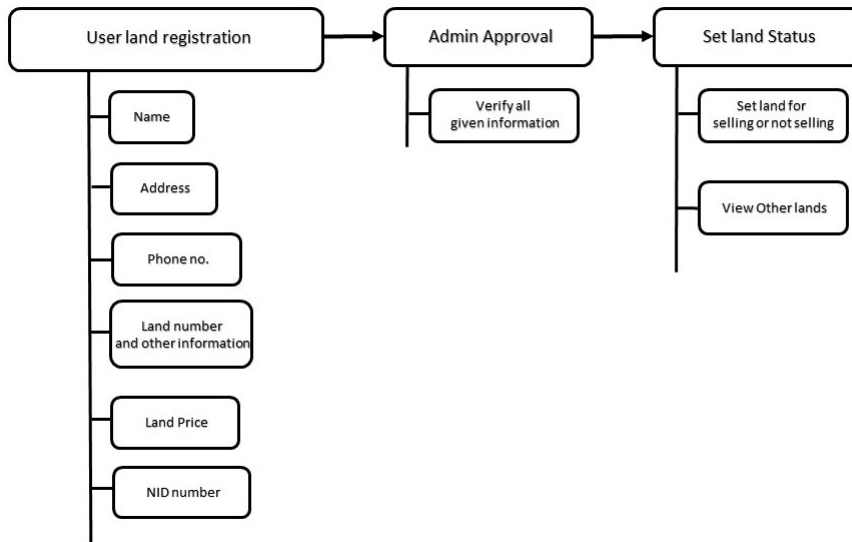 User land registration
Admin Approval
Set land Status
Name
Address
Phone no.
Land number
and other information
Land Price
NID number
Verify all
given information
Set land for
selling or not selling
View Other lands